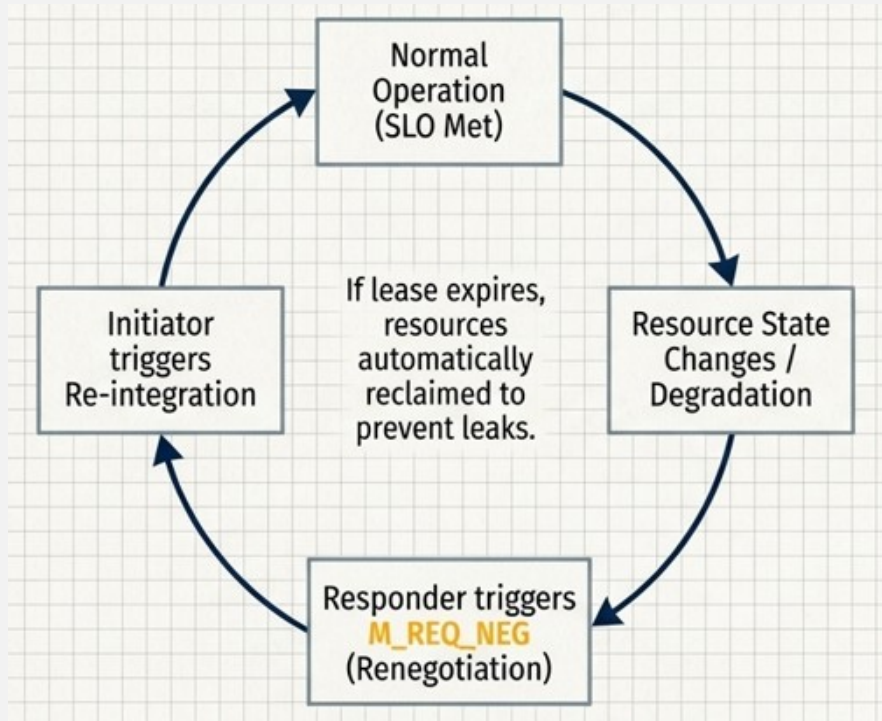 Normal
Operation
(SLO Met)
Resource State
Changes /
Degradation
Responder triggers
M_REQ_NEG
(Renegotiation)
Initiator
triggers
Re-integration
If lease expires,
resources
automatically
reclaimed to
prevent leaks.